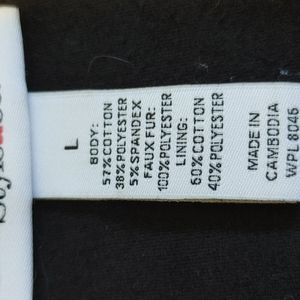 L
BODY:
57%COTTON
38%POLYESTER
5%SPANDEX
FAUX FUR:
100%POLYESTER
LINING:
60%COTTON
40%POLYESTER
MADE IN
CAMBODIA
WPL 8045